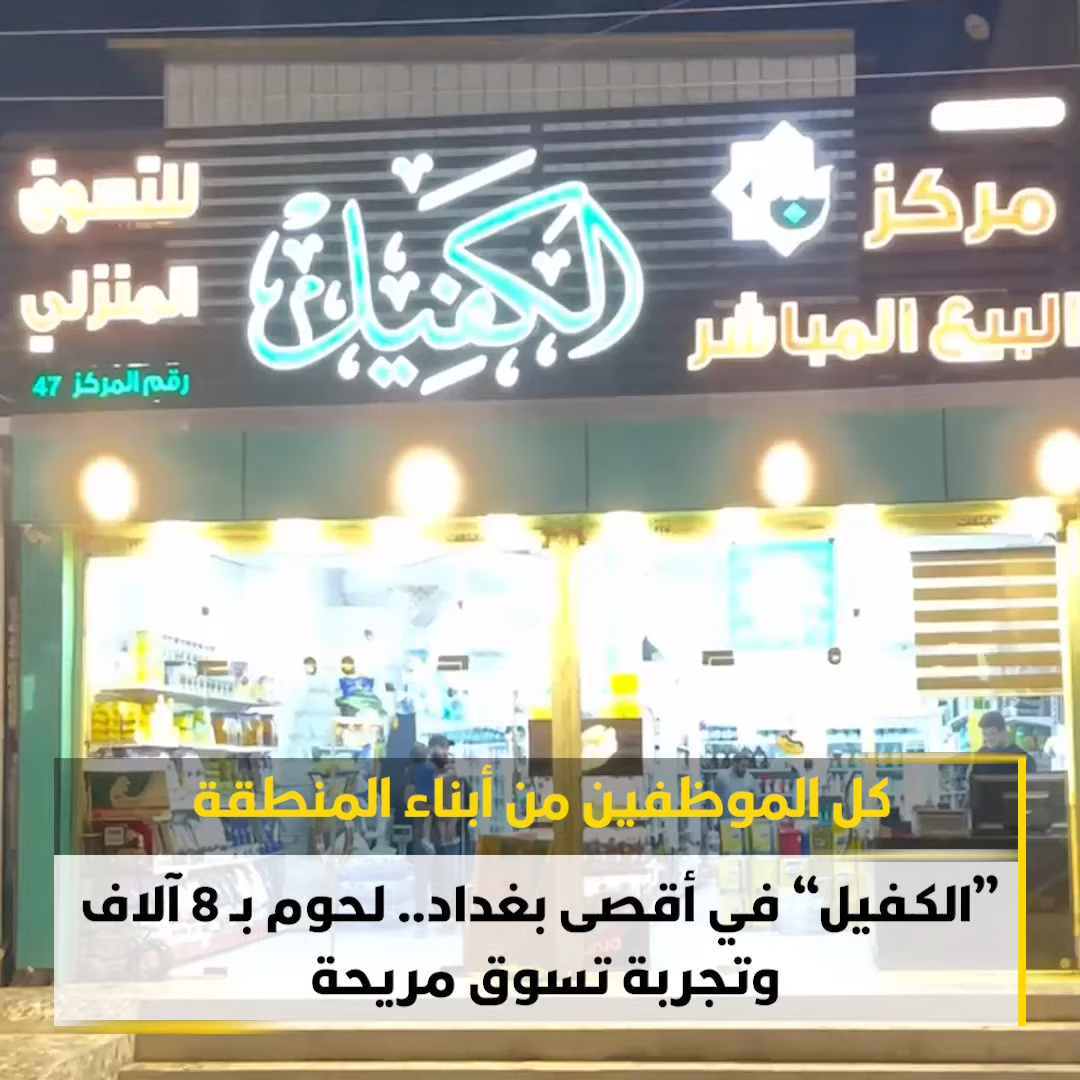 مركز
البيع المباشر
الكفيل
للتسوق
المنزلي
رقم المركز 47
كل الموظفين من أبناء المنطقة
”الكفيل“ في أقصى بغداد.. لحوم بـ 8 آلاف
وتجربة تسوق مريحة